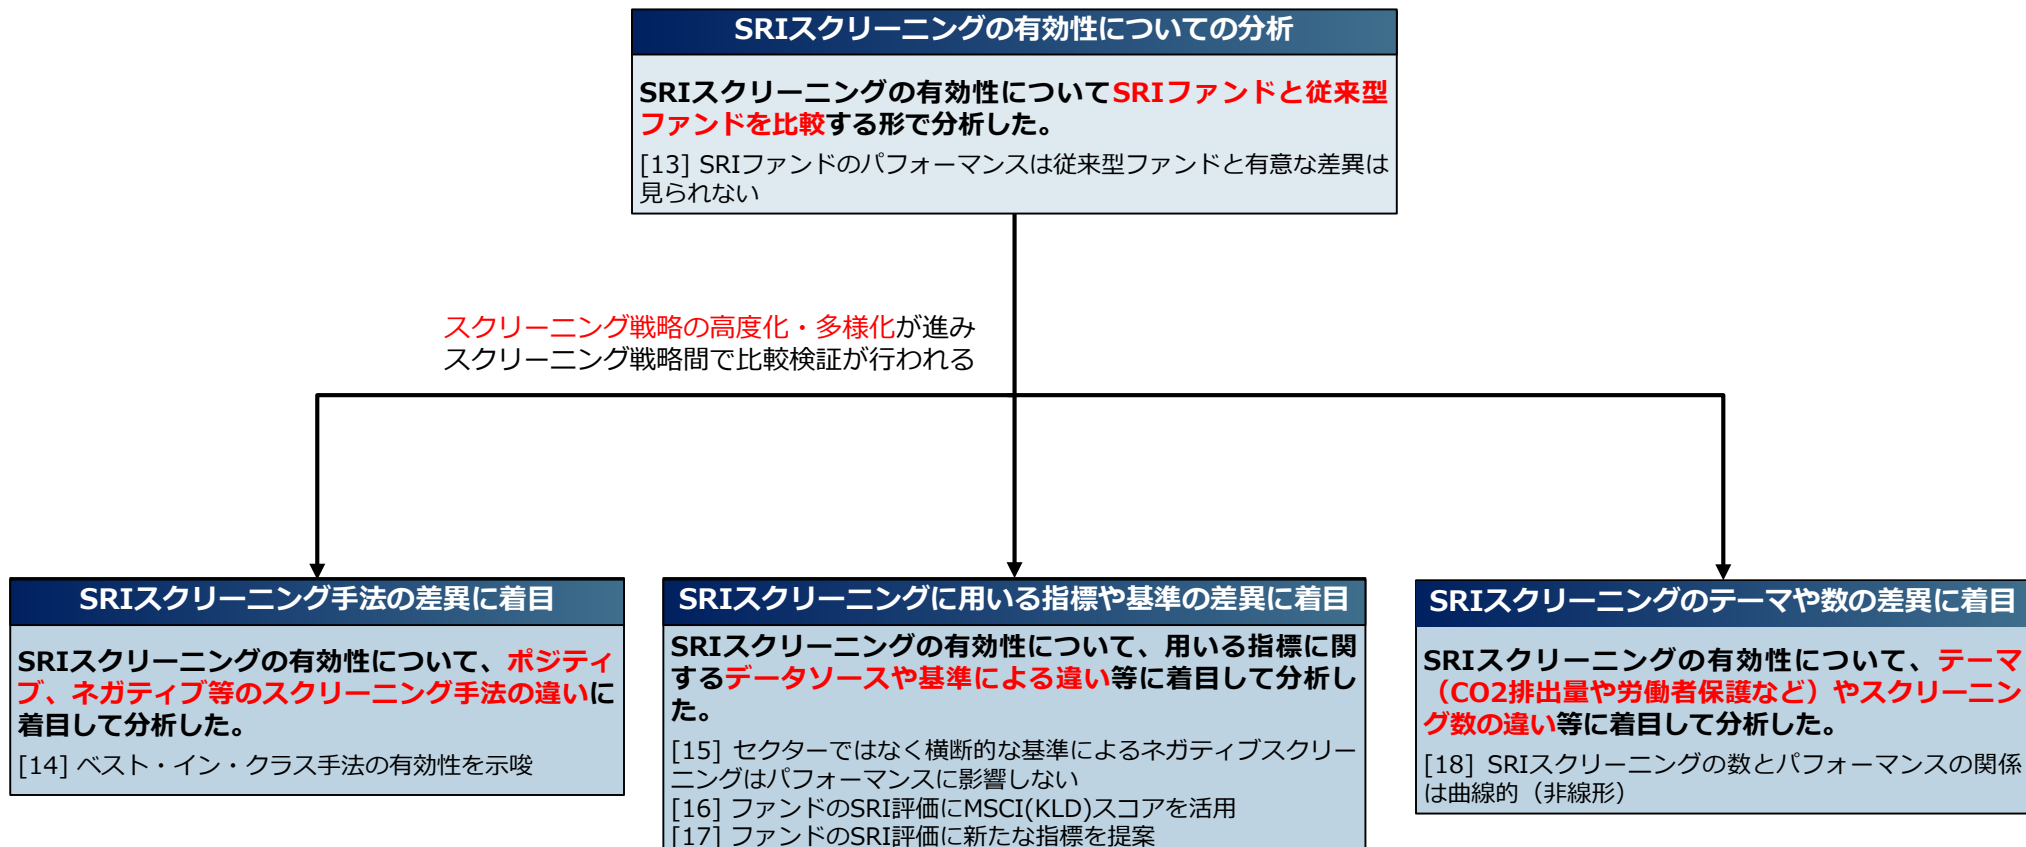 SRIスクリーニングの有効性についての分析
SRIスクリーニングの有効性についてSRIファンドと従来型
ファンドを比較する形で分析した。
[13] SRIファンドのパフォーマンスは従来型ファンドと有意な差異は
見られない
スクリーニング戦略の高度化・多様化が進み
スクリーニング戦略間で比較検証が行われる
SRIスクリーニング手法の差異に着目
SRIスクリーニングの有効性について、ポジティ
ブ、ネガティブ等のスクリーニング手法の違いに
着目して分析した。
[14] ベスト・イン・クラス手法の有効性を示唆
SRIスクリーニングに用いる指標や基準の差異に着目
SRIスクリーニングの有効性について、用いる指標に関
するデータソースや基準による違い等に着目して分析し
た。
[15] セクターではなく横断的な基準によるネガティブスクリー
ニングはパフォーマンスに影響しない
[16] ファンドのSRI評価にMSCI(KLD)スコアを活用
[17] ファンドのSRI評価に新たな指標を提案
SRIスクリーニングのテーマや数の差異に着目
SRIスクリーニングの有効性について、テーマ
（CO2排出量や労働者保護など）やスクリーニン
グ数の違い等に着目して分析した。
[18] SRIスクリーニングの数とパフォーマンスの関係
は曲線的（非線形）